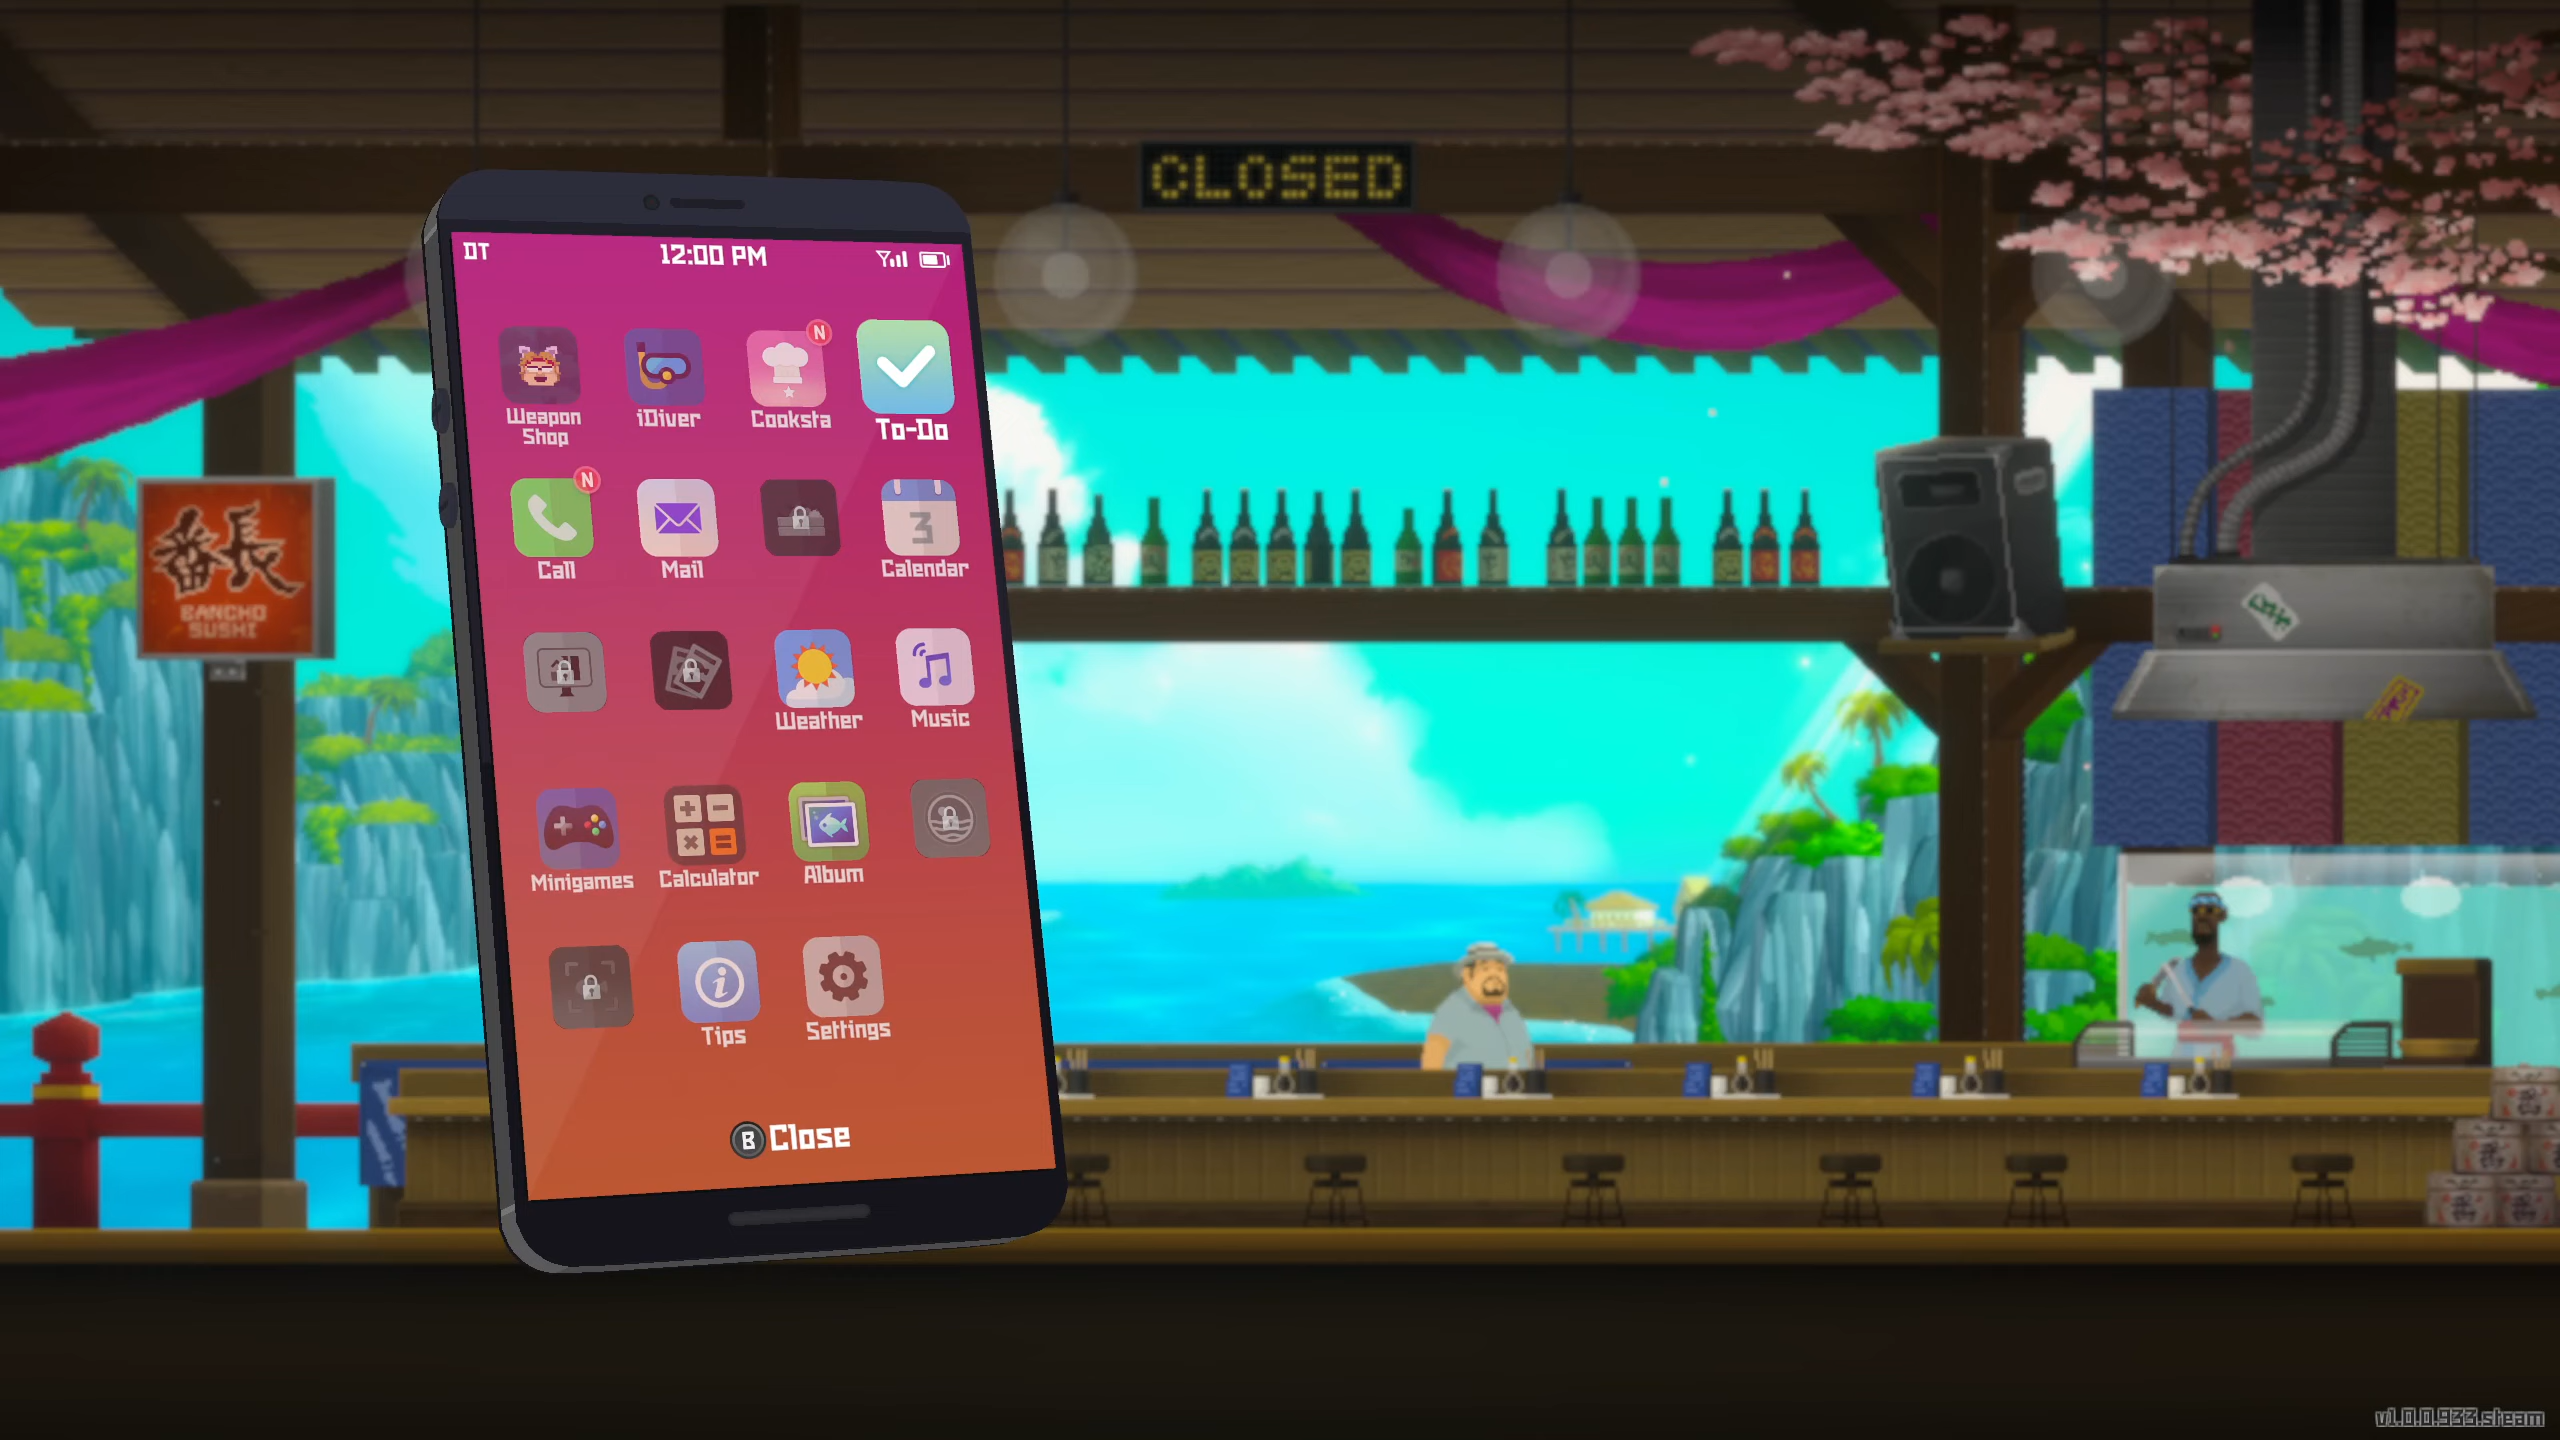 CLOSED
DT
12:00 PM
N
Weapon
Shop
iDiver
Cooksta
To-Do
N
Call
Mail
3
Calendar
Weather
Music
Minigames
Calculator
Album
Tips
Settings
B Close
番長
BANCHO
SUSHI
v1.0.0.933.steam